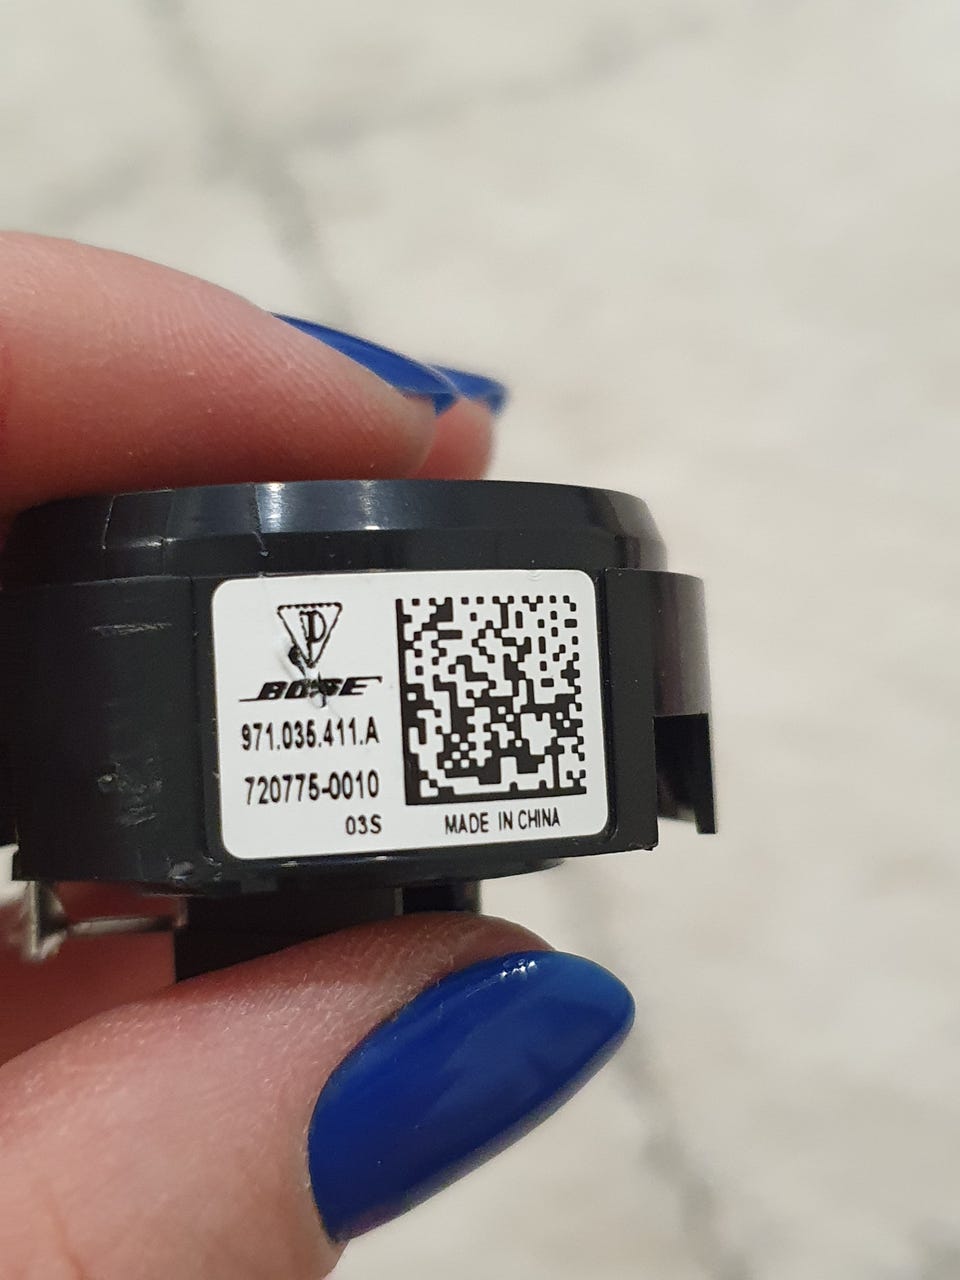 P
BOSE
971.035.411.A
720775-0010
03S
MADE IN CHINA